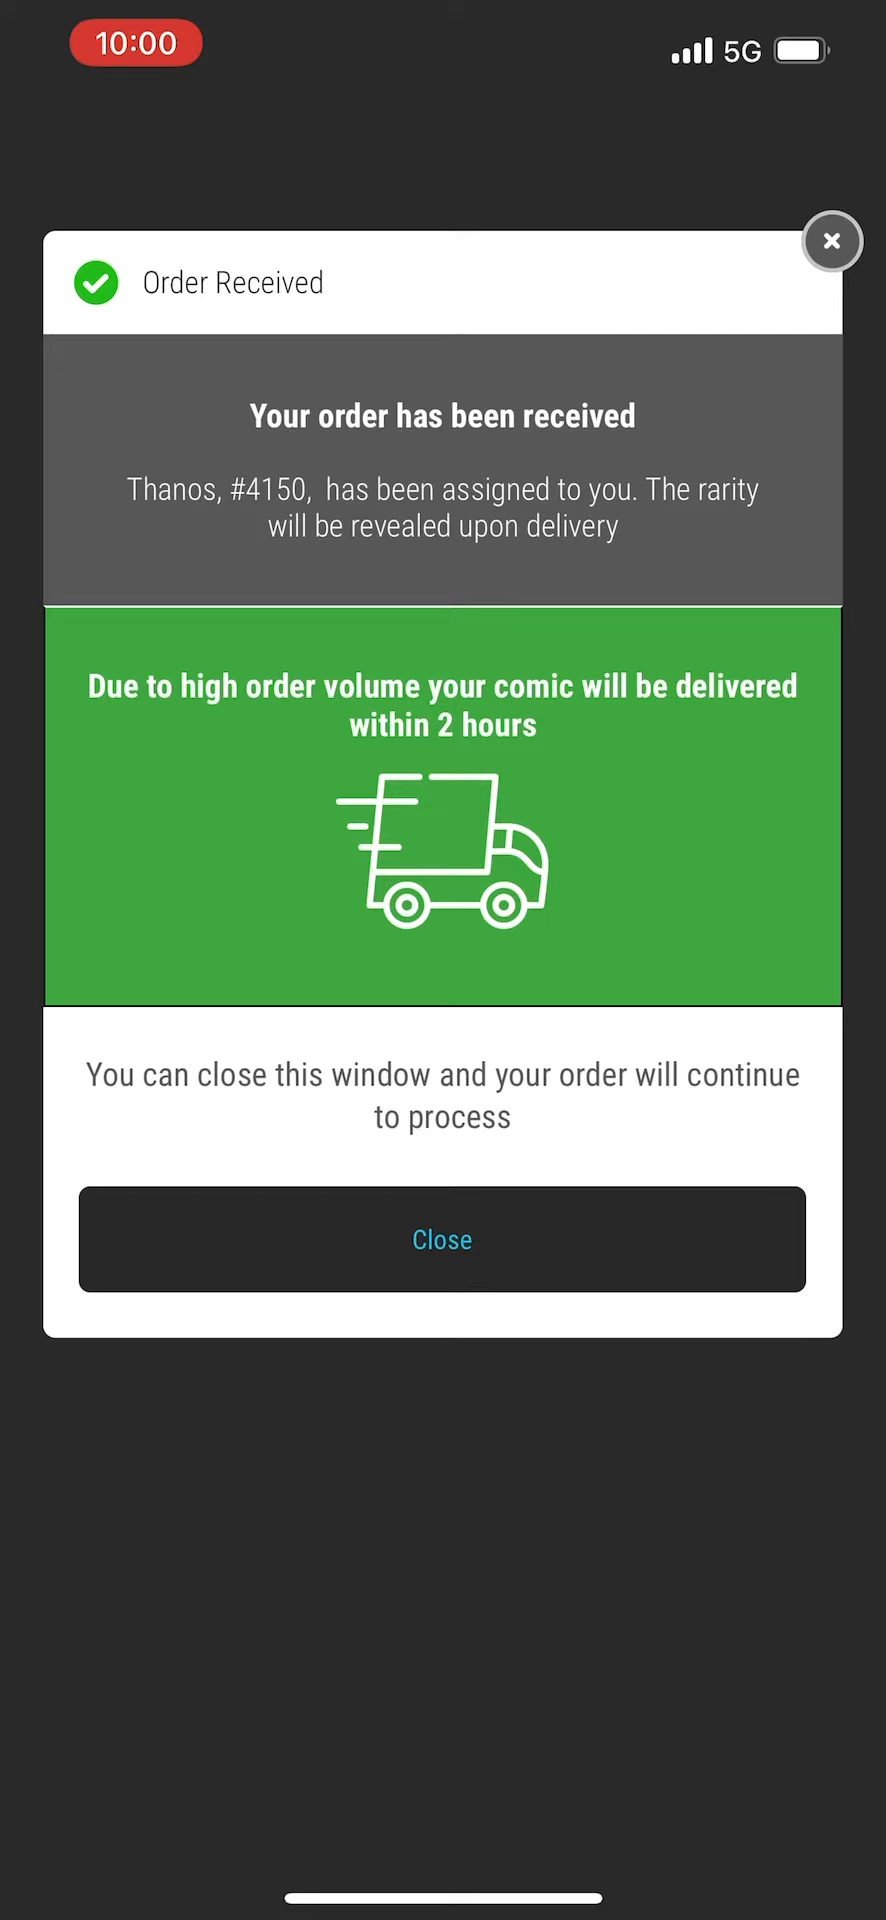 10:00
5G
Order Received
Your order has been received
Thanos, #4150,  has been assigned to you. The rarity
will be revealed upon delivery
Due to high order volume your comic will be delivered
within 2 hours
You can close this window and your order will continue
to process
Close